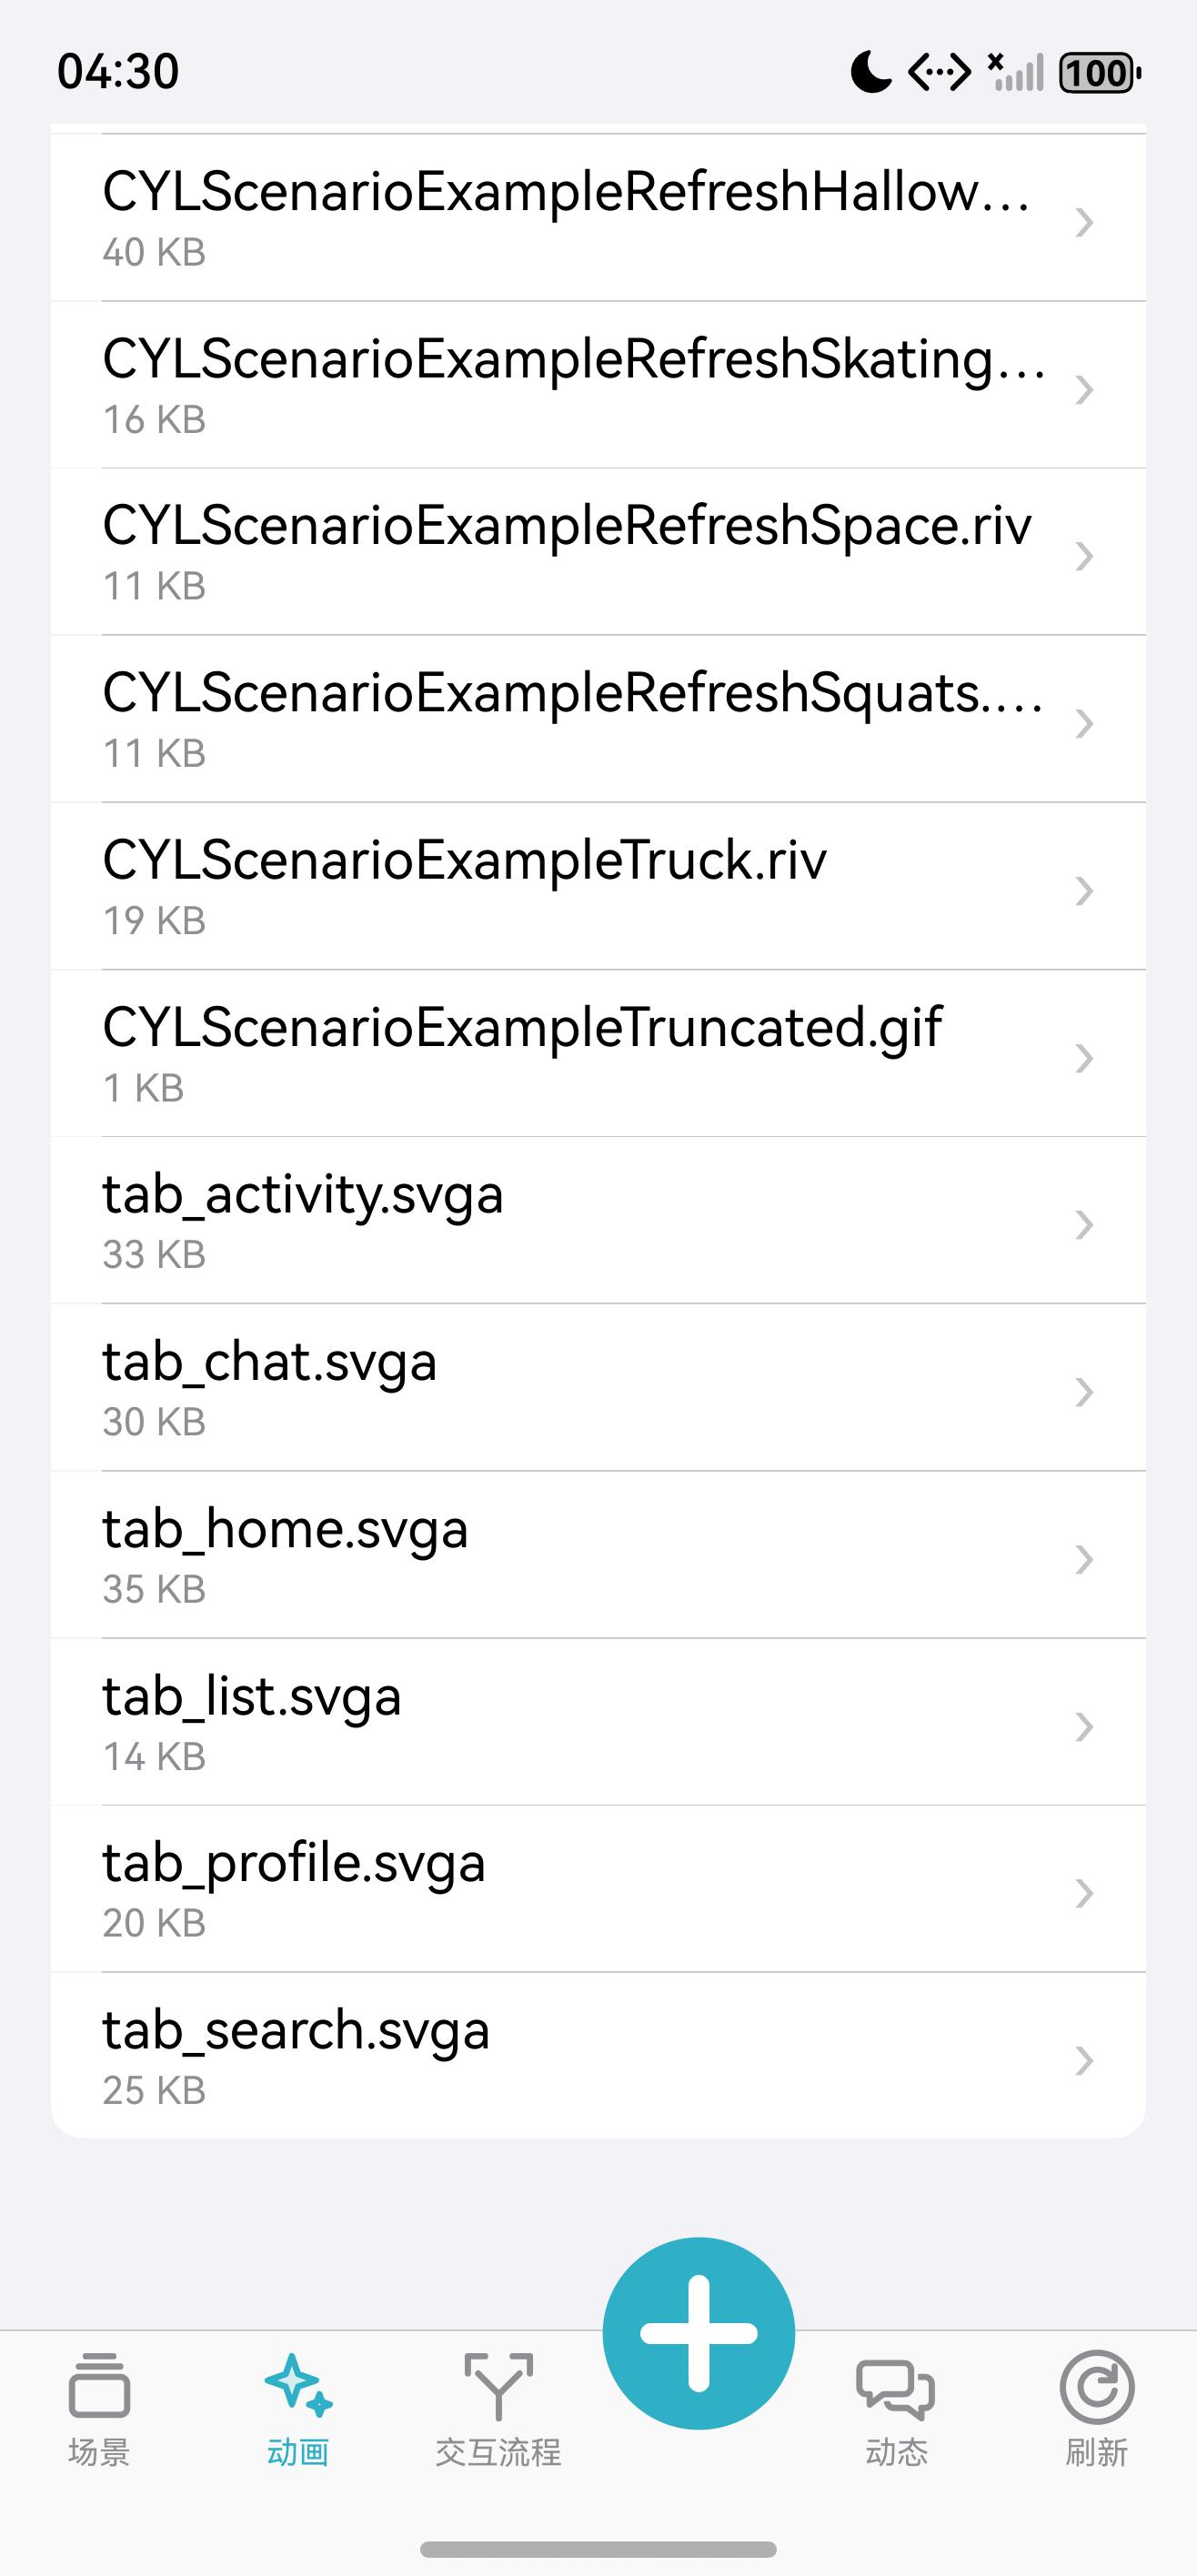 04:30
100
CYLScenarioExampleRefreshHallow...
40 KB
CYLScenarioExampleRefreshSkating...
16 KB
CYLScenarioExampleRefreshSpace.riv
11 KB
CYLScenarioExampleRefreshSquats....
11 KB
CYLScenarioExampleTruck.riv
19 KB
CYLScenarioExampleTruncated.gif
1 KB
tab_activity.svga
33 KB
tab_chat.svga
30 KB
tab_home.svga
35 KB
tab_list.svga
14 KB
tab_profile.svga
20 KB
tab_search.svga
25 KB
场景
动画
交互流程
动态
刷新